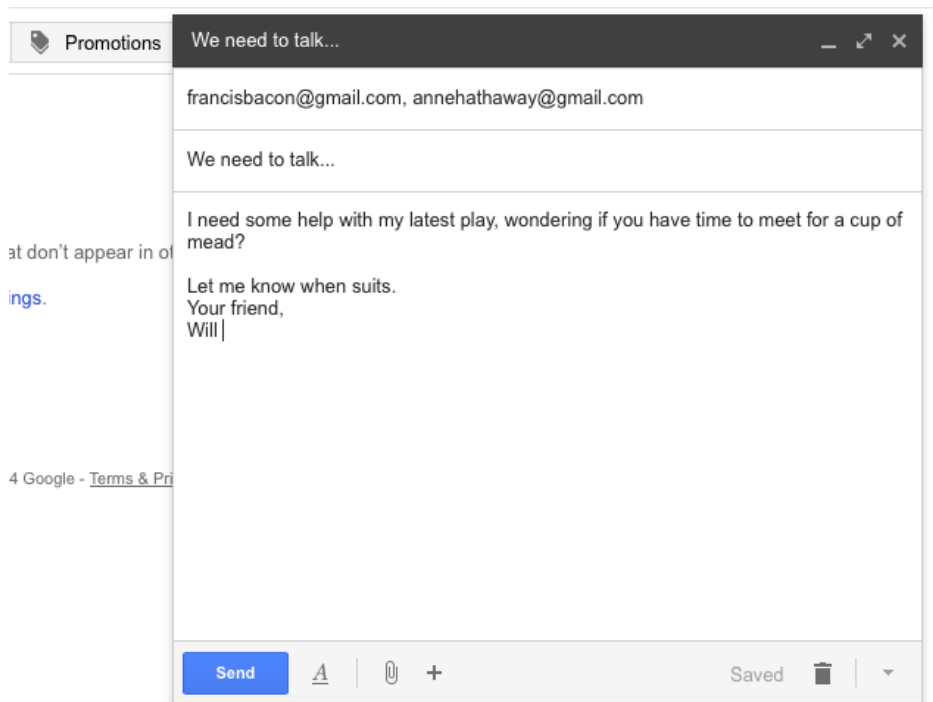 Promotions
We need to talk...
francisbacon@gmail.com, annehathaway@gmail.com
We need to talk...
I need some help with my latest play, wondering if you have time to meet for a cup of
mead?
at don't appear in
Let me know when suits.
ings.
Your friend,
Will
4 Google - Terms &
Send
A
Saved